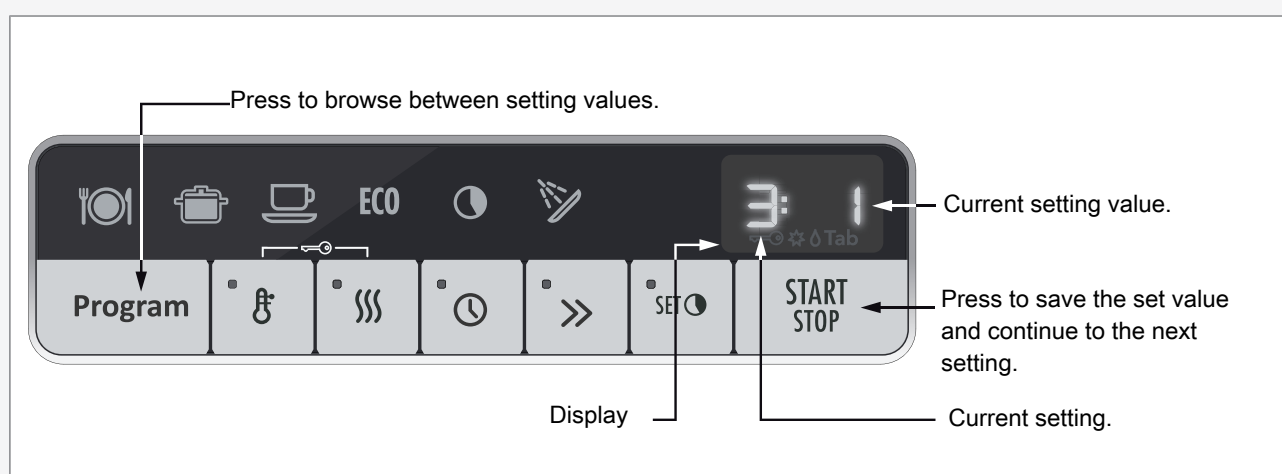 Press to browse between setting values.
ECO
3: 1
Tab
Current setting value.
Program
SET
START
STOP
Press to save the set value
and continue to the next
setting.
Display
Current setting.